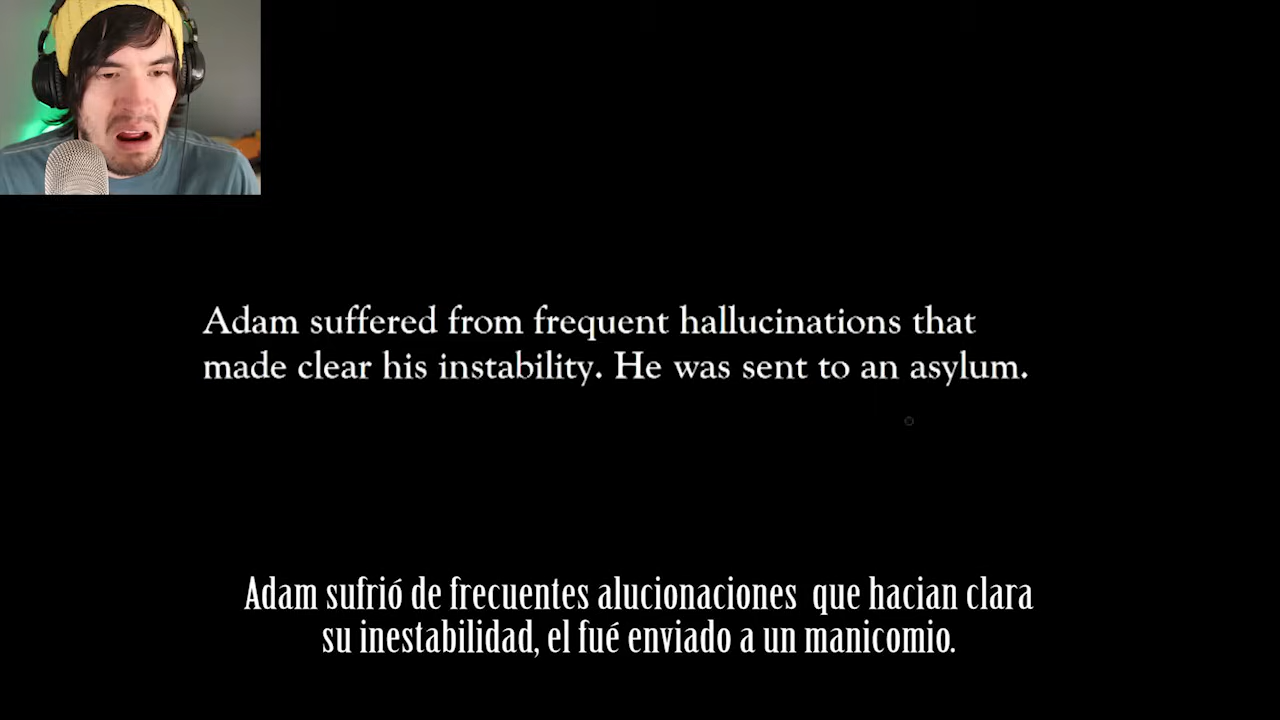 Adam suffered from frequent hallucinations that
made clear his instability. He was sent to an asylum.
Adam sufrió de frecuentes alucionaciones que hacian clara
su inestabilidad, el fué enviado a un manicomio.